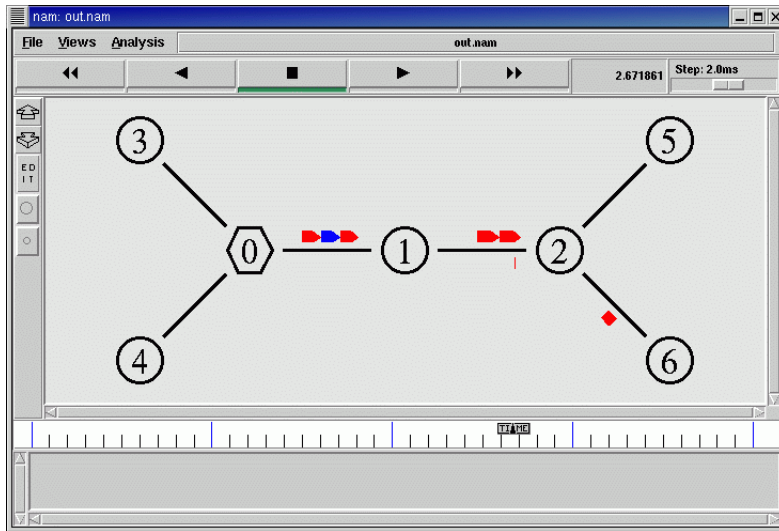 nam: out.nam
File Views Analysis out.nam
2.671861 Step: 2.0ms
ED
IT
3 5
0 1 2
4 6
TIME